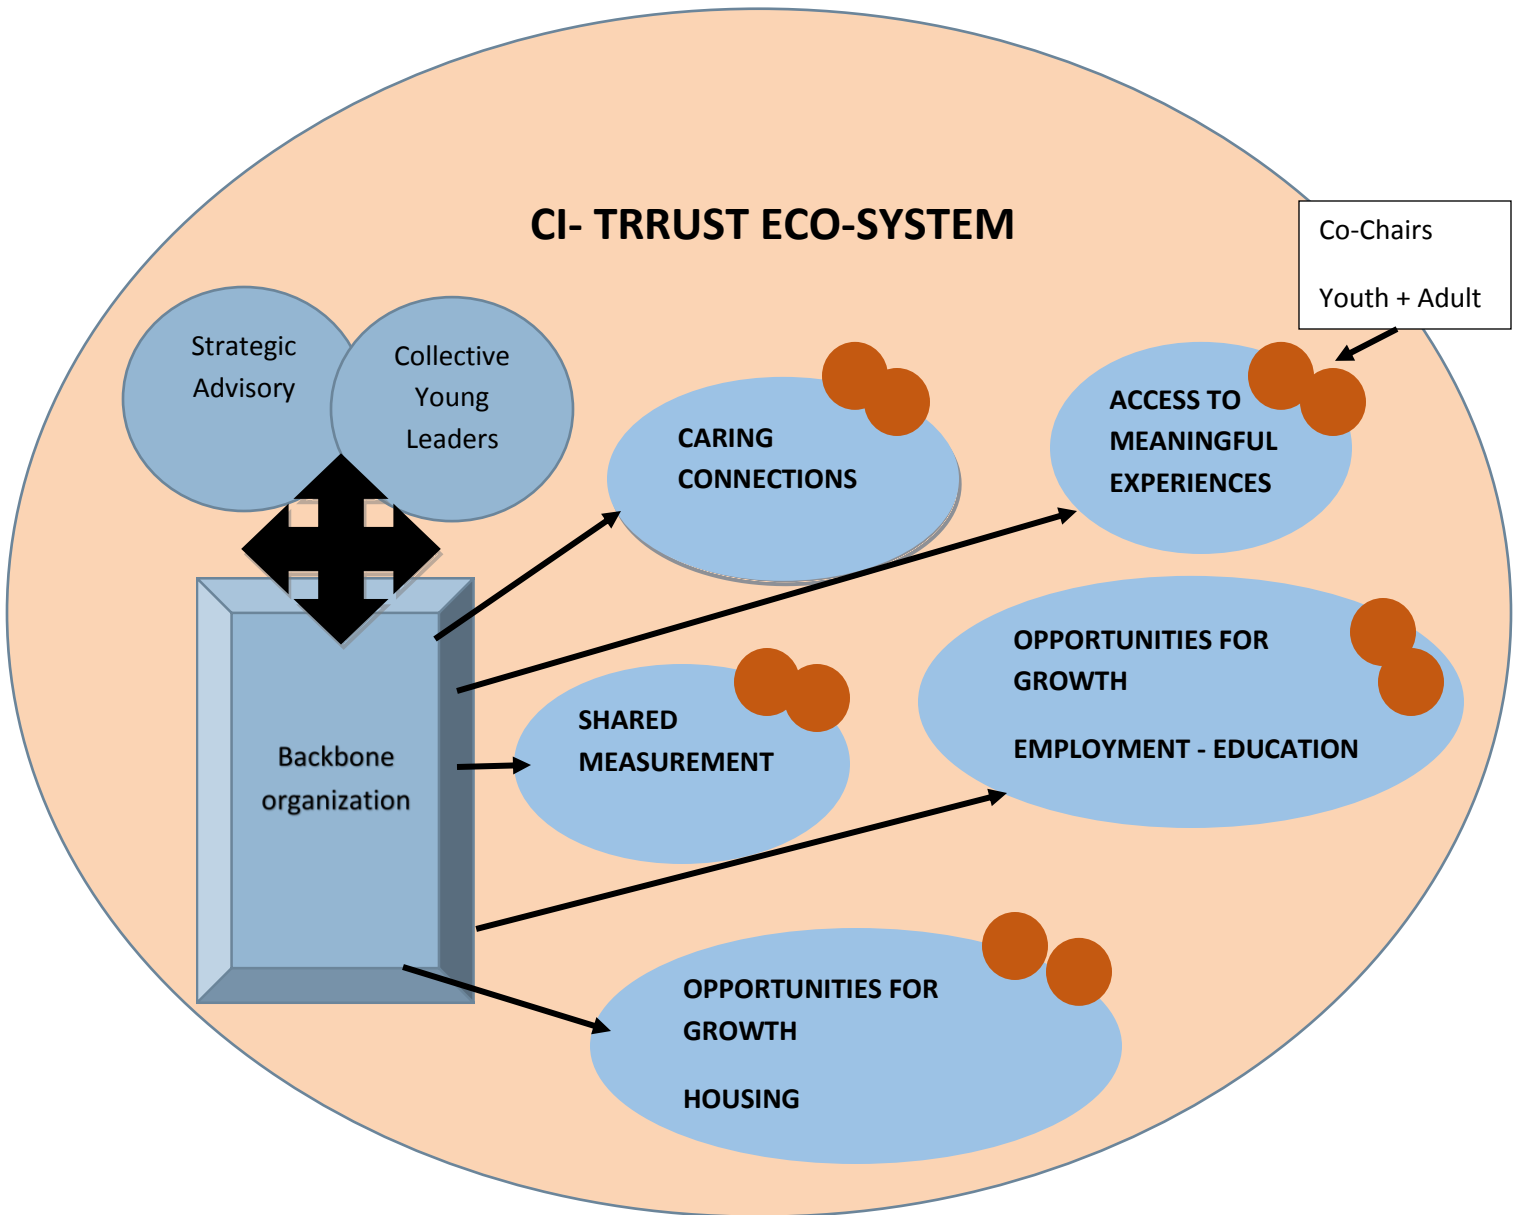 CI- TRRUST ECO-SYSTEM
Co-Chairs
Youth + Adult
Strategic
Advisory
Collective
Young
Leaders
CARING
CONNECTIONS
ACCESS TO
MEANINGFUL
EXPERIENCES
Backbone
organization
SHARED
MEASUREMENT
OPPORTUNITIES FOR
GROWTH
EMPLOYMENT - EDUCATION
OPPORTUNITIES FOR
GROWTH
HOUSING